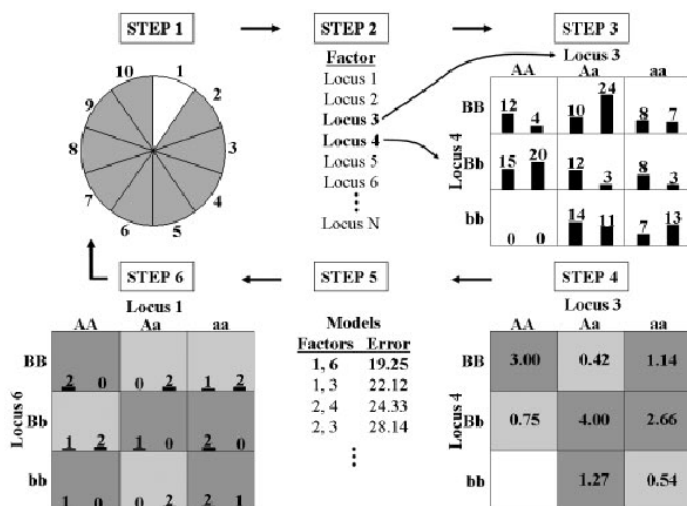 STEP 1
STEP 2
STEP 3
10
1
2
3
4
5
6
7
8
9
Factor
Locus 1
Locus 2
Locus 3
Locus 4
Locus 5
Locus 6
Locus N
Locus 3
AA Aa aa
Locus 4
BB 12 4 10 24 8 7
Bb 15 20 12 3 8 3
bb 0 0 14 11 7 13
STEP 6
STEP 5
STEP 4
Locus 1
AA Aa aa
Locus 6
BB 2 0 0 2 1 2
Bb 1 2 1 0 2 0
bb 1 0 0 2 2 1
Models
Factors Error
1, 6 19.25
1, 3 22.12
2, 4 24.33
2, 3 28.14
Locus 3
AA Aa aa
Locus 4
BB 3.00 0.42 1.14
Bb 0.75 4.00 2.66
bb 1.27 0.54